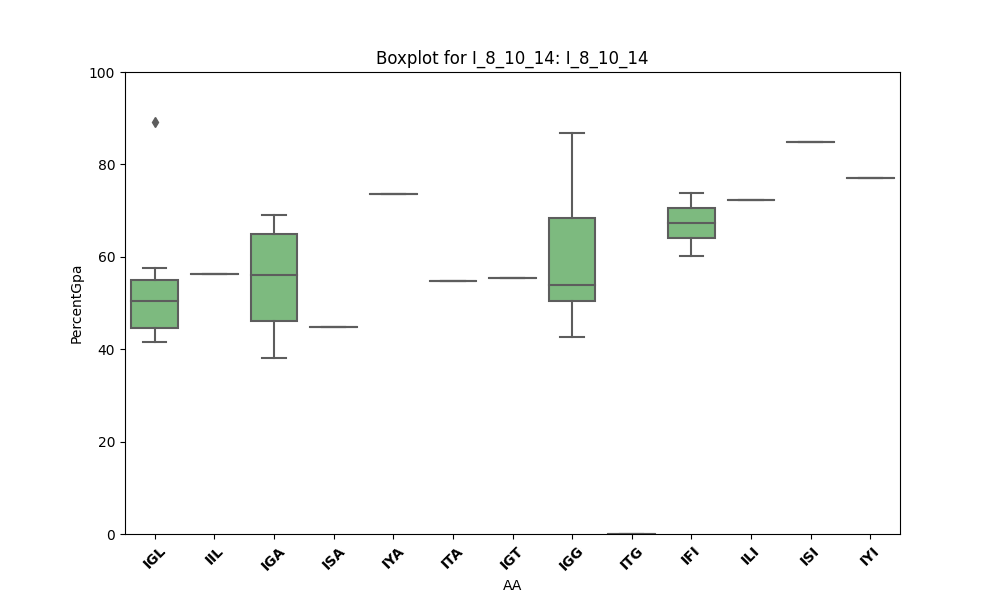 Boxplot for I_8_10_14: I_8_10_14
100
80
60
40
20
0
PercentGpa
IGL IIL IGA ISA IYA ITA IGT IGG ITG IFI ILI ISI IYI
AA